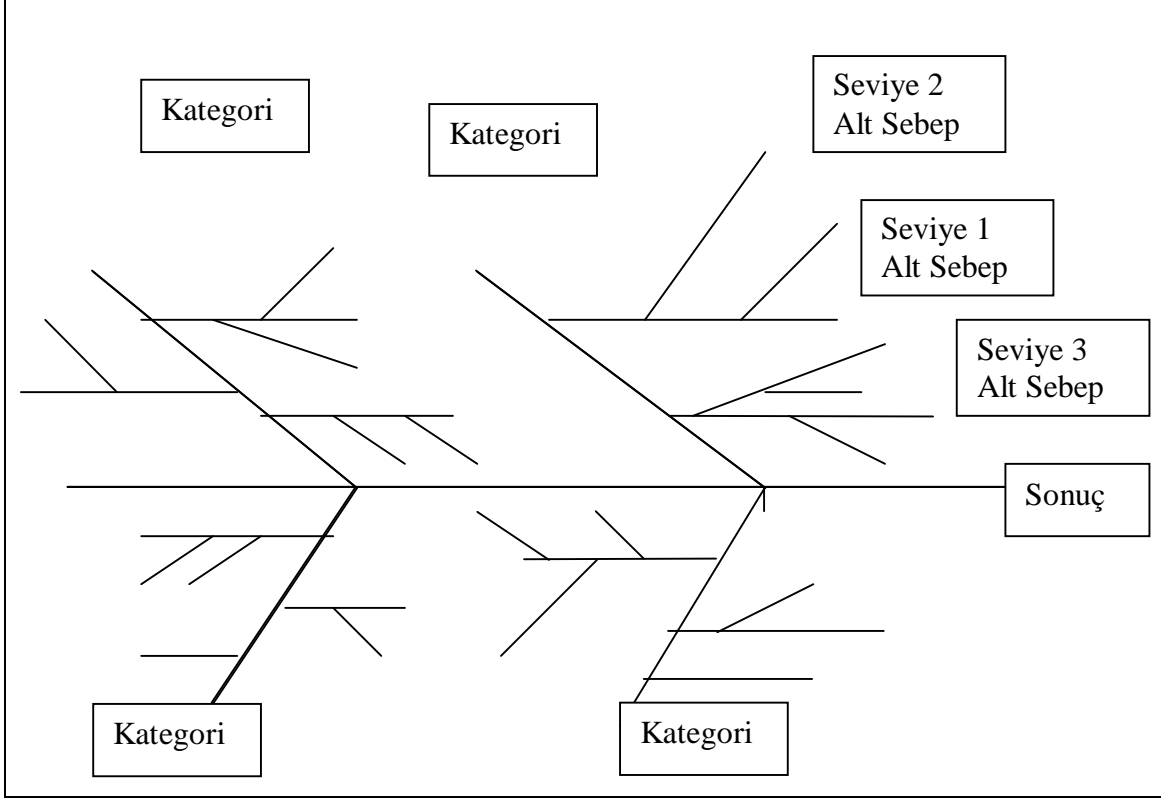 Kategori
Kategori
Seviye 2
Alt Sebep
Seviye 1
Alt Sebep
Seviye 3
Alt Sebep
Sonuç
Kategori
Kategori